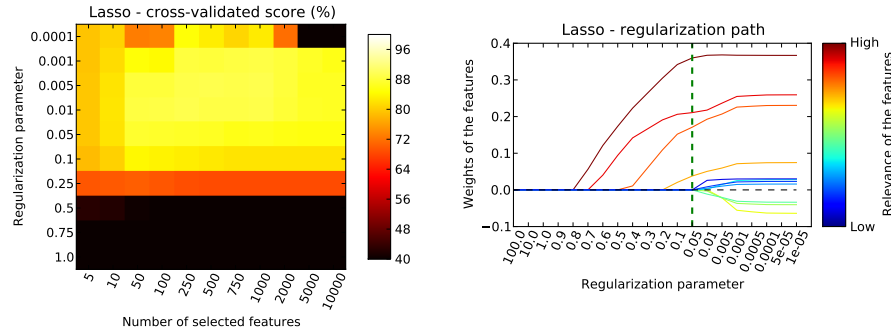 Lasso - cross-validated score (%)
0.0001
0.001
0.005
0.01
0.05
0.1
0.25
0.5
0.75
1.0
Regularization parameter
5 10 50 100 250 500 750 1000 2000 5000 10000
Number of selected features
96
88
80
72
64
56
48
40
Lasso - regularization path
0.4
0.3
0.2
0.1
0.0
−0.1
Weights of the features
100.0 10.0 1.0 0.9 0.8 0.7 0.6 0.5 0.4 0.3 0.2 0.1 0.05 0.01 0.005 0.001 0.0005 0.0001 5e-05 1e-05
Regularization parameter
High
Low
Relevance of the features